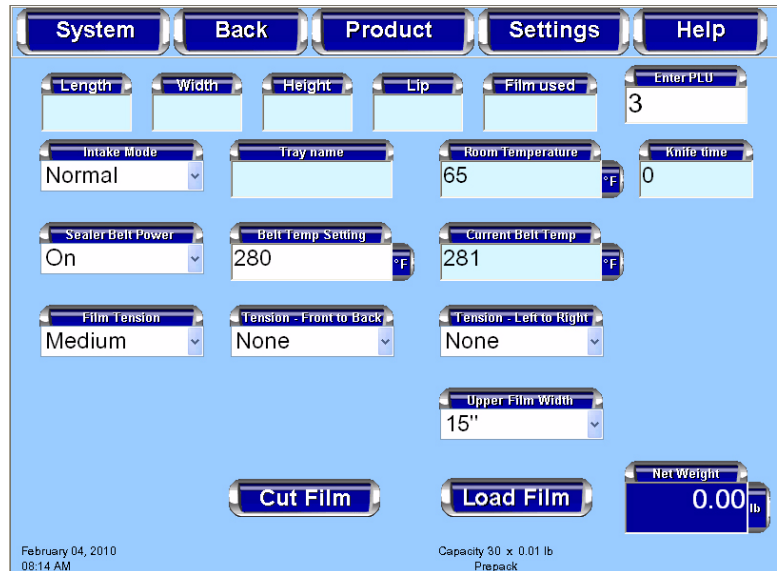 System Back Product Settings Help
Length Width Height Lip Film used Enter PLU
3
Intake Mode Tray name Room Temperature Knife time
Normal 65 °F 0
Sealer Belt Power Belt Temp Setting Current Belt Temp
On 280 °F 281 °F
Film Tension Tension - Front to Back Tension - Left to Right
Medium None None
Upper Film Width
15"
Cut Film Load Film Net Weight
0.00 lb
February 04, 2010 Capacity 30 x 0.01 lb
08:14 AM Prepack